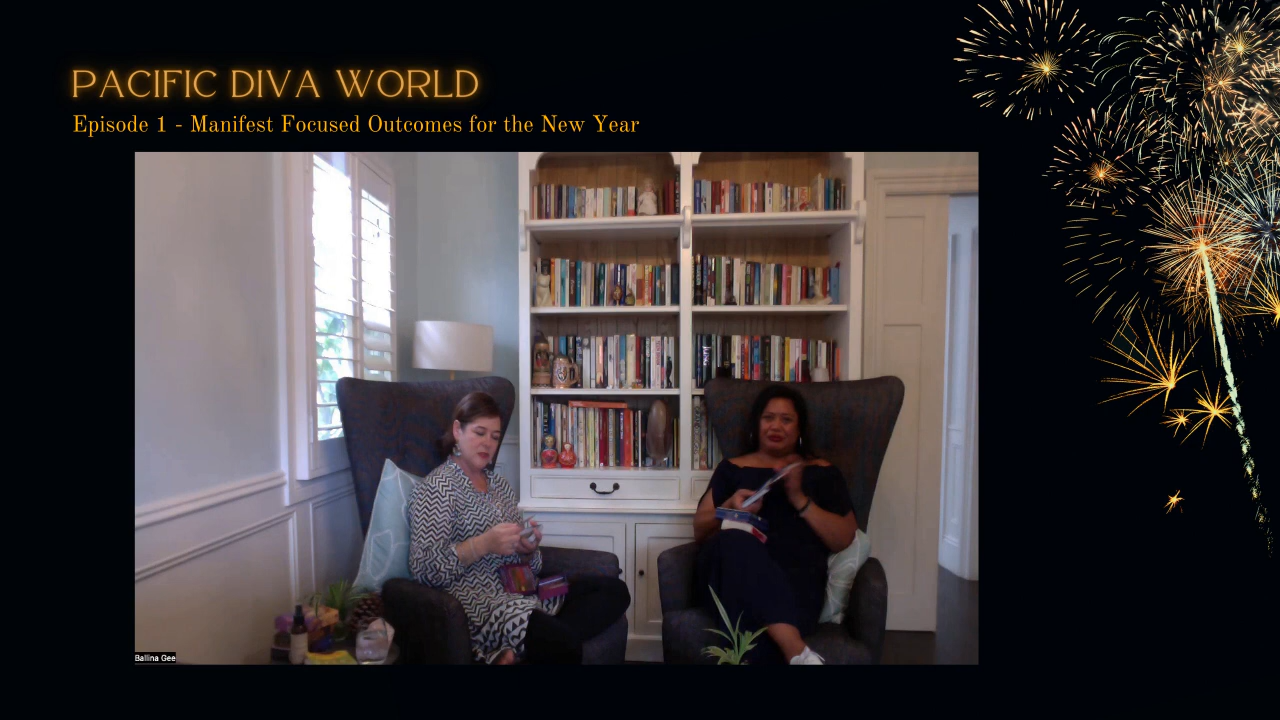 PACIFIC DIVA WORLD
Episode 1 - Manifest Focused Outcomes for the New Year
Ballina Gee